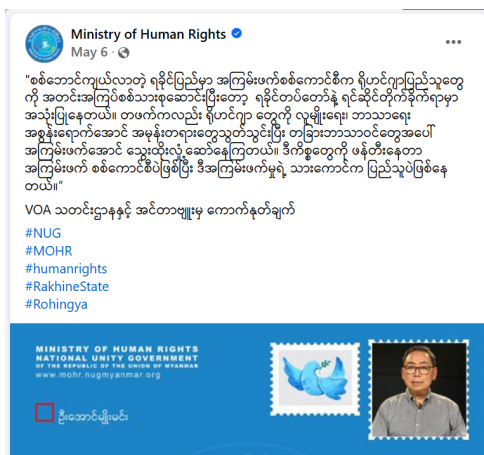 Ministry of Human Rights
May 6
"စစ်ဘောင်ကျယ်လာတဲ့ ရခိုင်ပြည်မှာ အကြမ်းဖက်စစ်ကောင်စီက ရိုဟင်ဂျာပြည်သူတွေ
ကို အတင်းအကြပ်စစ်သားစုဆောင်းပြီးတော့ ရခိုင်တပ်တော်နဲ့ ရင်ဆိုင်တိုက်ခိုက်ရာမှာ
အသုံးပြုနေတယ်။ တဖက်ကလည်း ရိုဟင်ဂျာ တွေကို လူမျိုးရေး၊ ဘာသာရေး
အစွန်းရောက်အောင် အမုန်းတရားတွေသွတ်သွင်းပြီး တခြားဘာသာဝင်တွေအပေါ်
အကြမ်းဖက်အောင် သွေးထိုးလှုံ့ဆော်နေကြတယ်။ ဒီကိစ္စတွေကို ဖန်တီးနေတာ
အကြမ်းဖက် စစ်ကောင်စီပဲဖြစ်ပြီး ဒီအကြမ်းဖက်မှုရဲ့ သားကောင်က ပြည်သူပဲဖြစ်နေ
တယ်။"
VOA သတင်းဌာနနှင့် အင်တာဗျူးမှ ကောက်နုတ်ချက်
#NUG
#MOHR
#humanrights
#RakhineState
#Rohingya
MINISTRY OF HUMAN RIGHTS
NATIONAL UNITY GOVERNMENT
OF THE REPUBLIC OF THE UNION OF MYANMAR
www.mohr.nugmyanmar.org
ဦးအောင်မျိုးမင်း